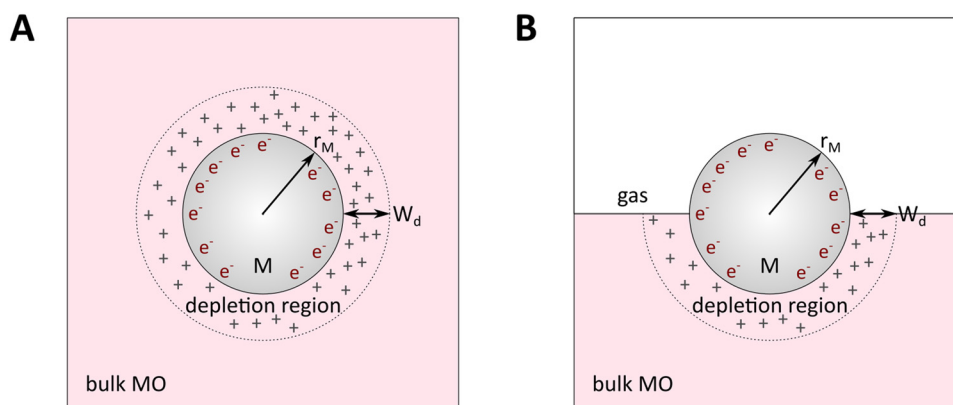 A
e⁻ e⁻ e⁻ e⁻ e⁻ e⁻ e⁻ e⁻ e⁻ e⁻ e⁻ e⁻
r_M
W_d
M
depletion region
bulk MO
B
e⁻ e⁻ e⁻ e⁻ e⁻ e⁻ e⁻ e⁻ e⁻ e⁻ e⁻ e⁻
r_M
gas
W_d
M
depletion region
bulk MO